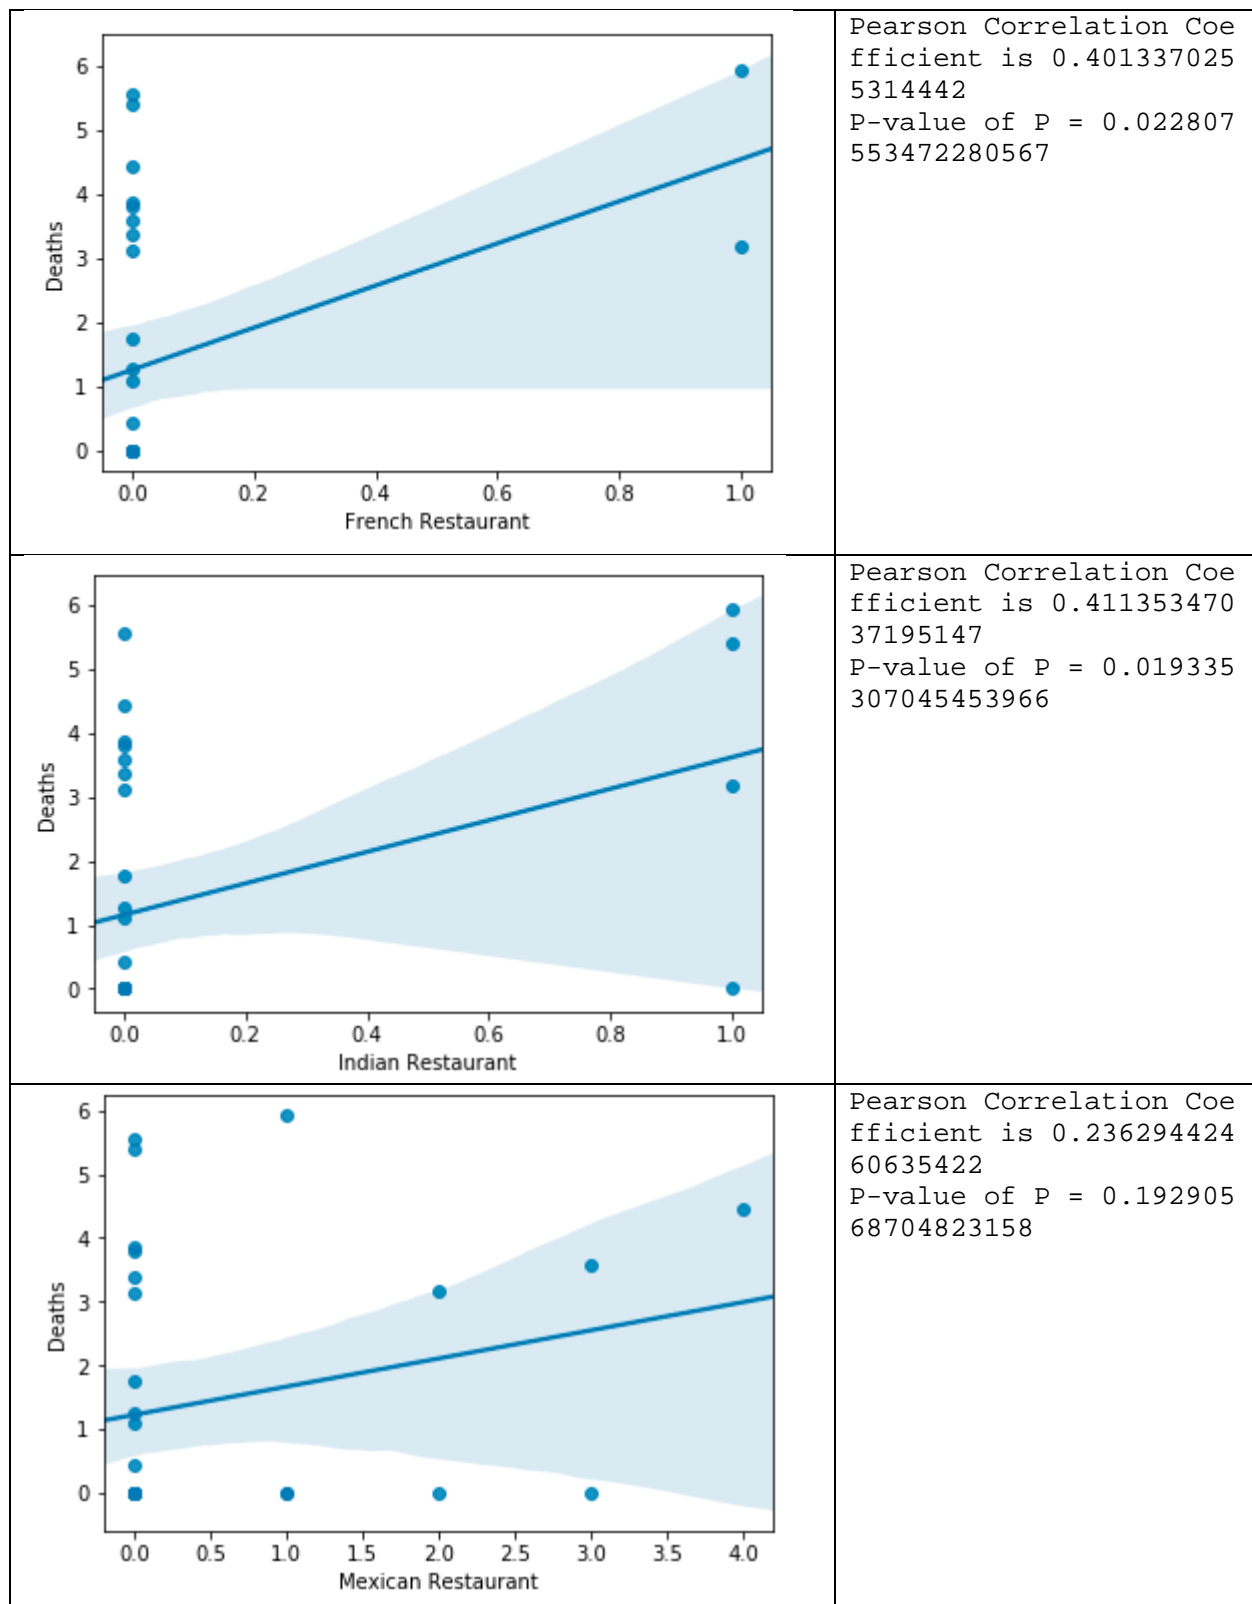 6
5
4
3
2
1
0
Deaths
0.0 0.2 0.4 0.6 0.8 1.0
French Restaurant
Pearson Correlation Coe
fficient is 0.401337025
5314442
P-value of P = 0.022807
553472280567
6
5
4
3
2
1
0
Deaths
0.0 0.2 0.4 0.6 0.8 1.0
Indian Restaurant
Pearson Correlation Coe
fficient is 0.411353470
37195147
P-value of P = 0.019335
307045453966
6
5
4
3
2
1
0
Deaths
0.0 0.5 1.0 1.5 2.0 2.5 3.0 3.5 4.0
Mexican Restaurant
Pearson Correlation Coe
fficient is 0.236294424
60635422
P-value of P = 0.192905
68704823158